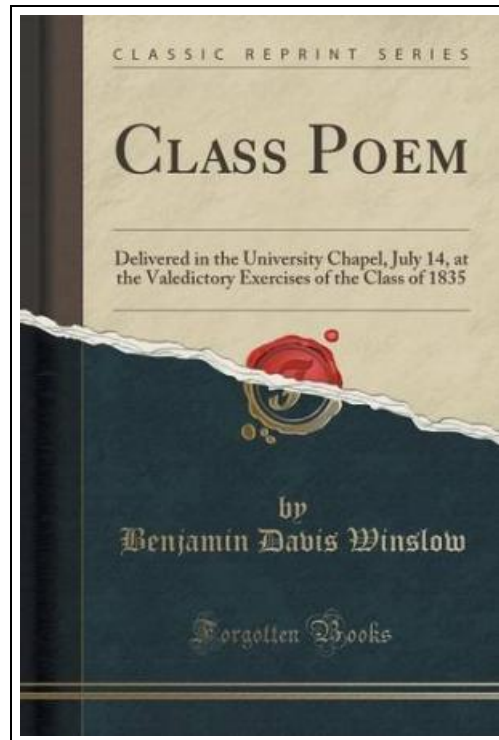 CLASSIC REPRINT SERIES
CLASS POEM
Delivered in the University Chapel, July 14, at
the Valedictory Exercises of the Class of 1835
by
Benjamin Davis Winslow
Forgotten Books